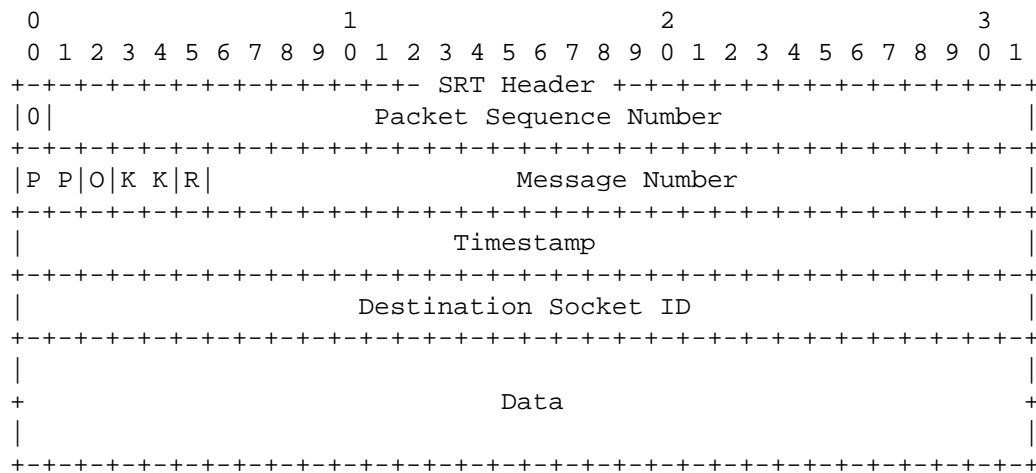 0                   1                   2                   3
 0 1 2 3 4 5 6 7 8 9 0 1 2 3 4 5 6 7 8 9 0 1 2 3 4 5 6 7 8 9 0 1
+-+-+-+-+-+-+-+-+-+-+-+-+- SRT Header +-+-+-+-+-+-+-+-+-+-+-+-+-+
|0|                    Packet Sequence Number                   |
+-+-+-+-+-+-+-+-+-+-+-+-+-+-+-+-+-+-+-+-+-+-+-+-+-+-+-+-+-+-+-+-+
|P P|O|K K|R|                   Message Number                  |
+-+-+-+-+-+-+-+-+-+-+-+-+-+-+-+-+-+-+-+-+-+-+-+-+-+-+-+-+-+-+-+-+
|                           Timestamp                           |
+-+-+-+-+-+-+-+-+-+-+-+-+-+-+-+-+-+-+-+-+-+-+-+-+-+-+-+-+-+-+-+-+
|                     Destination Socket ID                     |
+-+-+-+-+-+-+-+-+-+-+-+-+-+-+-+-+-+-+-+-+-+-+-+-+-+-+-+-+-+-+-+-+
|                                                               |
+                              Data                             +
|                                                               |
+-+-+-+-+-+-+-+-+-+-+-+-+-+-+-+-+-+-+-+-+-+-+-+-+-+-+-+-+-+-+-+-+